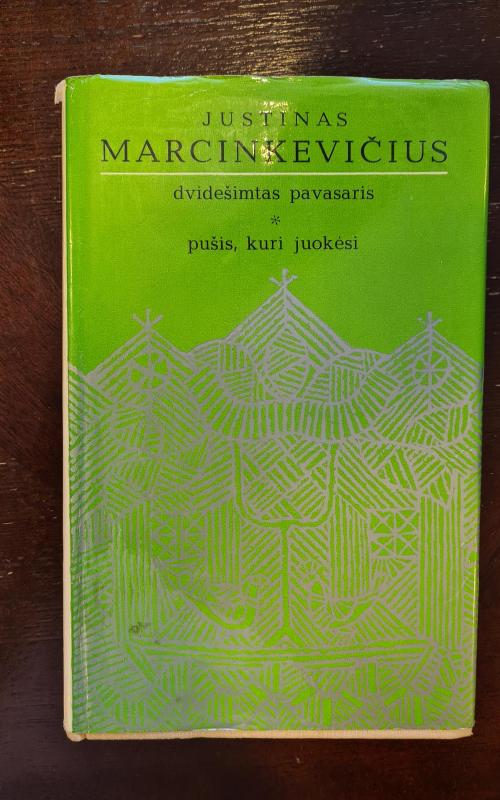 JUSTINAS
MARCINKEVIČIUS
dvidešimtas pavasaris
*
pušis, kuri juokėsi